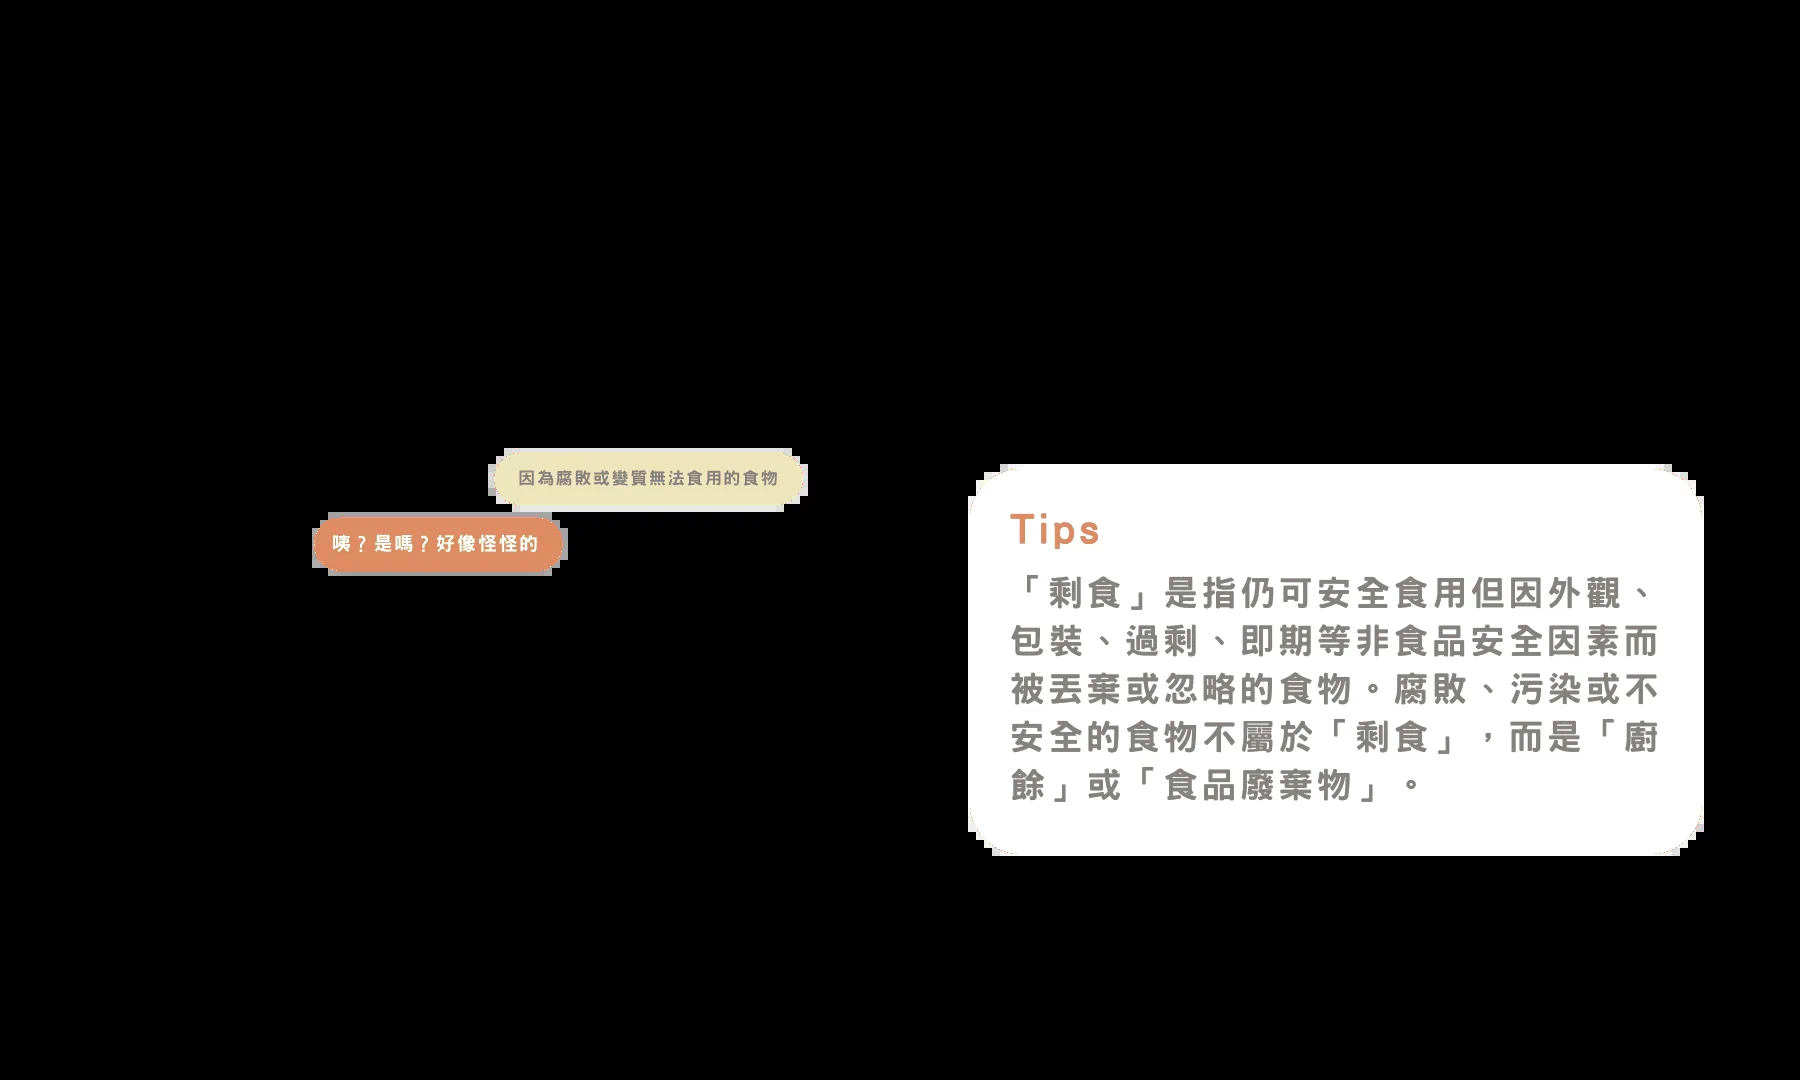 因為腐敗或變質無法食用的食物
咦？是嗎？好像怪怪的
Tips
「剩食」是指仍可安全食用但因外觀、
包裝、過剩、即期等非食品安全因素而
被丟棄或忽略的食物。腐敗、污染或不
安全的食物不屬於「剩食」，而是「廚
餘」或「食品廢棄物」。